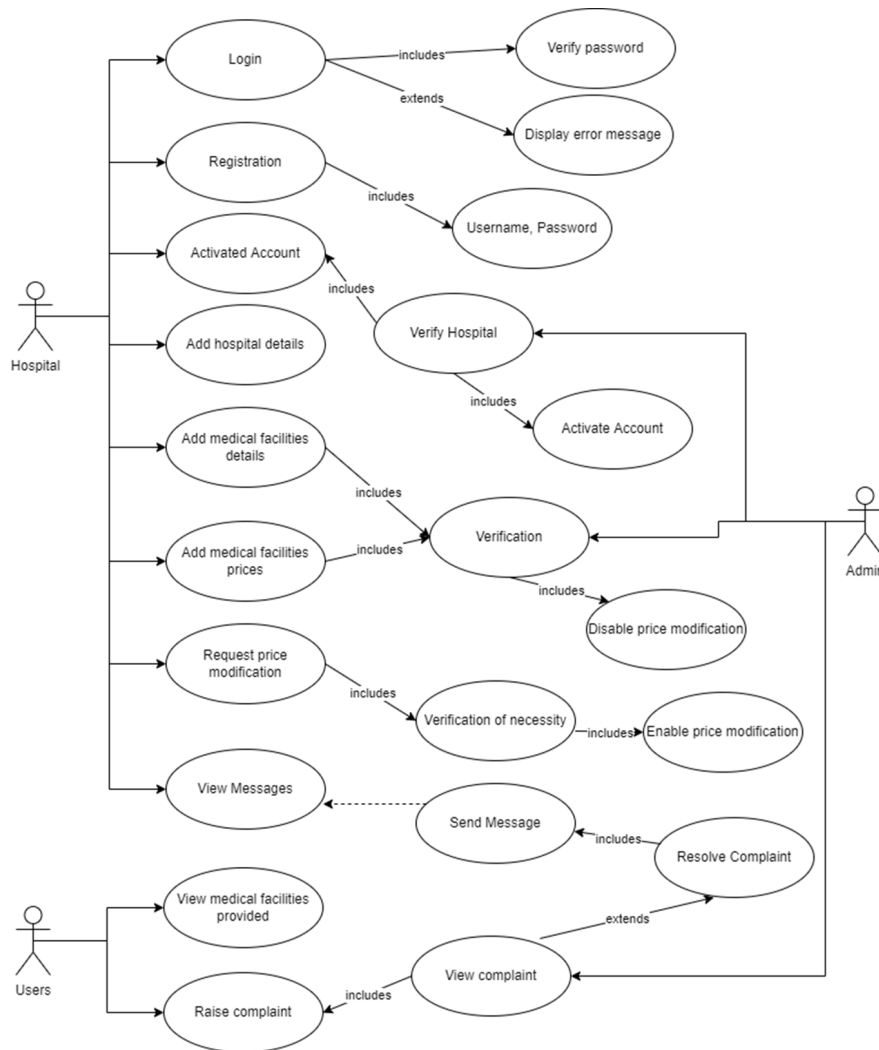 Login
includes
Verify password
extends
Display error message
Registration
includes
Username, Password
Activated Account
includes
Hospital
Verify Hospital
Add hospital details
includes
Activate Account
Add medical facilities
details
includes
Verification
Admin
Add medical facilities
prices
includes
includes
Disable price modification
Request price
modification
includes
Verification of necessity
includes
Enable price modification
View Messages
Send Message
includes
Resolve Complaint
View medical facilities
provided
extends
Users
View complaint
includes
Raise complaint